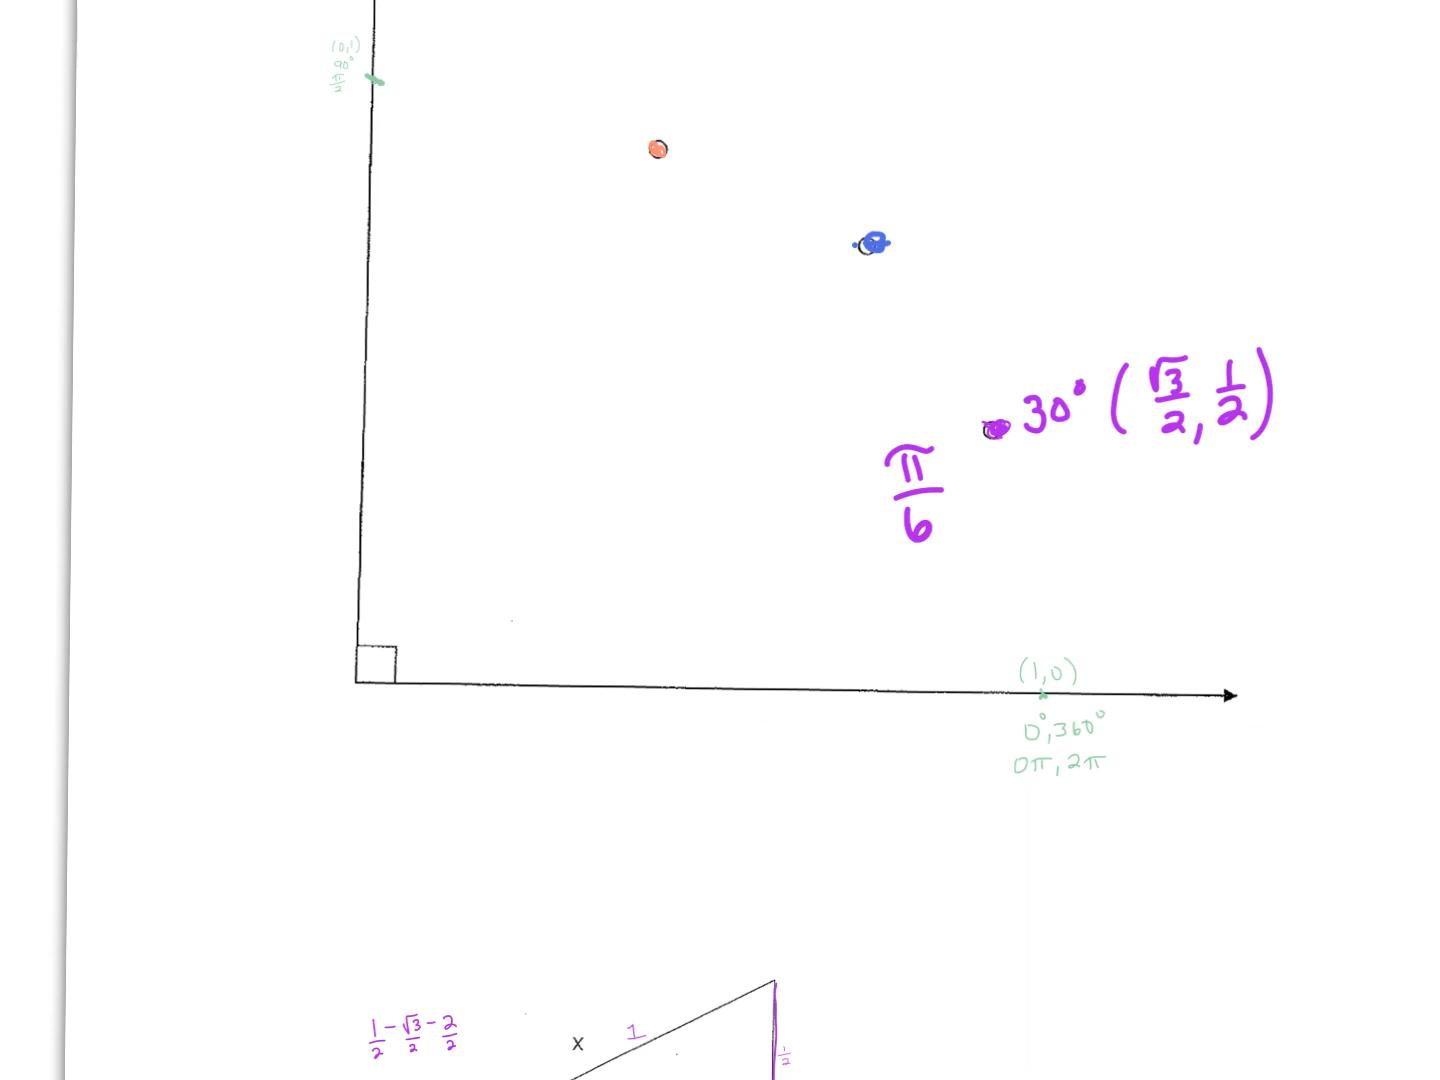 (0,1)
90°
π/2
30° (√3/2, 1/2)
π/6
(1,0)
0°, 360°
0π, 2π
1/2 - √3/2 - 2/2
x
1
1/2